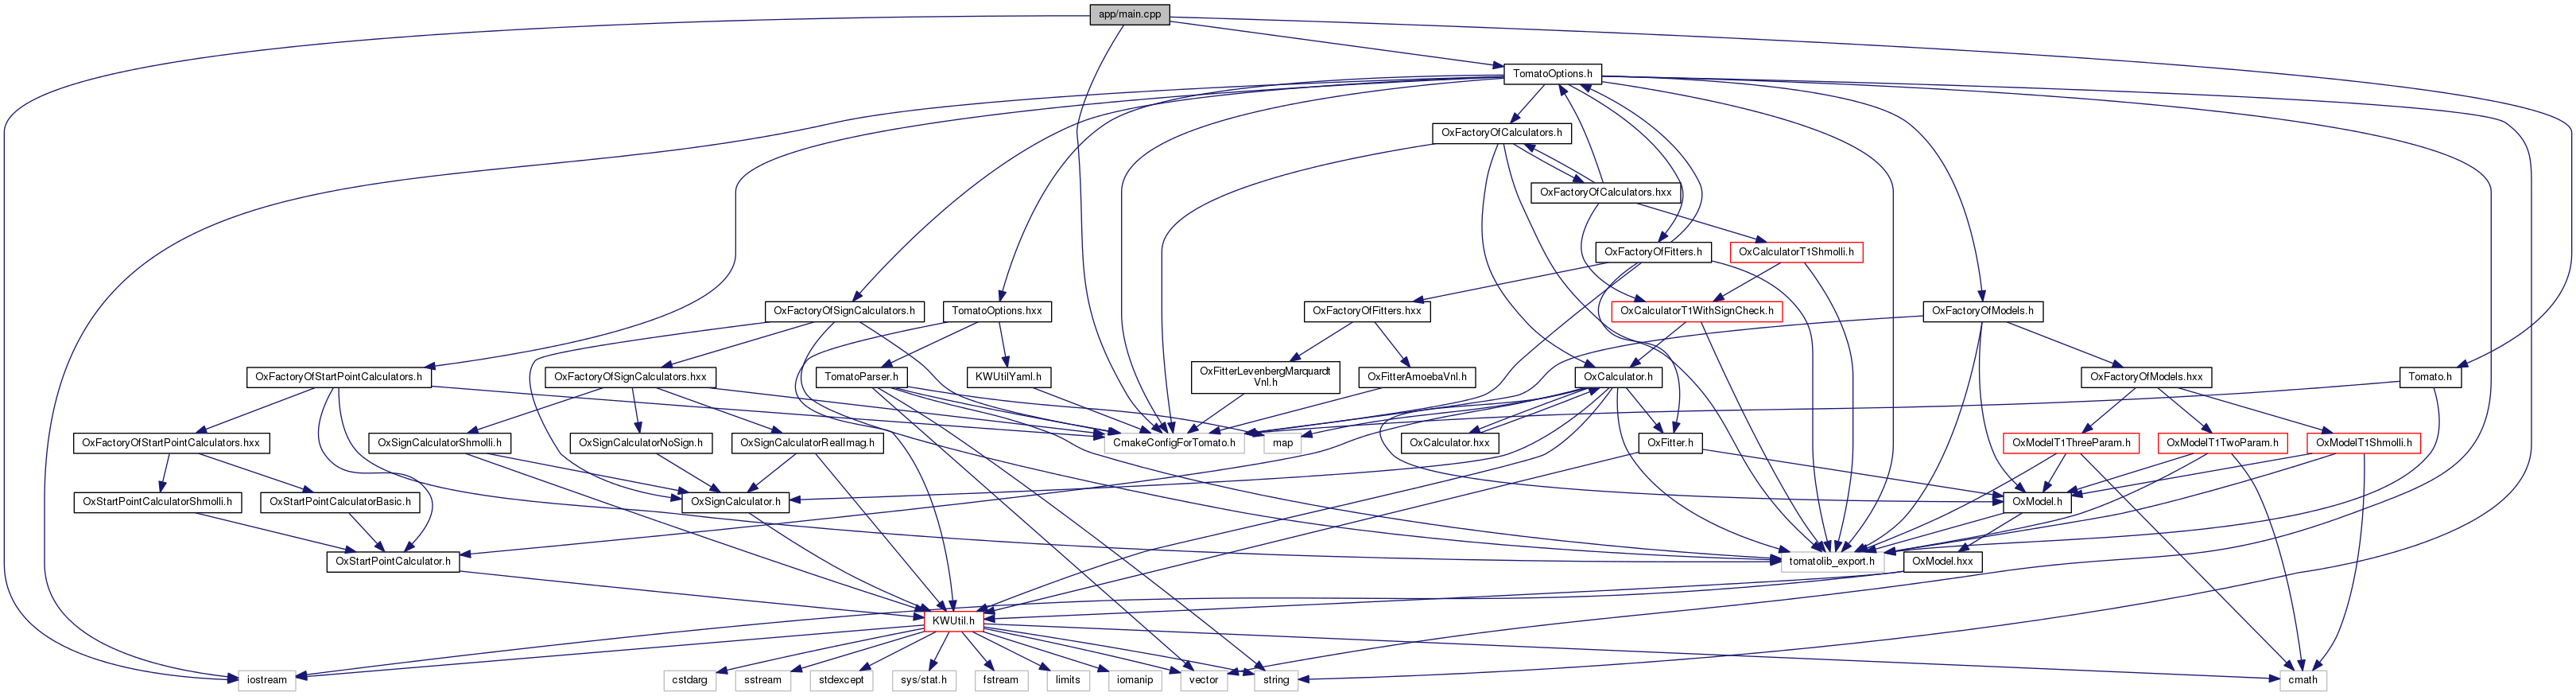 app/main.cpp
TomatoOptions.h
OxFactoryOfCalculators.h
OxFactoryOfCalculators.hxx
OxFactoryOfFitters.h
OxCalculatorT1Shmolli.h
OxFactoryOfSignCalculators.h
TomatoOptions.hxx
OxFactoryOfFitters.hxx
OxCalculatorT1WithSignCheck.h
OxFactoryOfModels.h
OxFactoryOfStartPointCalculators.h
OxFactoryOfSignCalculators.hxx
TomatoParser.h
KWUtilYaml.h
OxFitterLevenbergMarquardt
Vnl.h
OxFitterAmoebaVnl.h
OxCalculator.h
OxFactoryOfModels.hxx
Tomato.h
OxFactoryOfStartPointCalculators.hxx
OxSignCalculatorShmolli.h
OxSignCalculatorNoSign.h
OxSignCalculatorRealImag.h
CmakeConfigForTomato.h
map
OxCalculator.hxx
OxFitter.h
OxModelT1ThreeParam.h
OxModelT1TwoParam.h
OxModelT1Shmolli.h
OxStartPointCalculatorShmolli.h
OxStartPointCalculatorBasic.h
OxSignCalculator.h
OxModel.h
OxStartPointCalculator.h
tomatolib_export.h
OxModel.hxx
KWUtil.h
iostream
cstdarg
sstream
stdexcept
sys/stat.h
fstream
limits
iomanip
vector
string
cmath